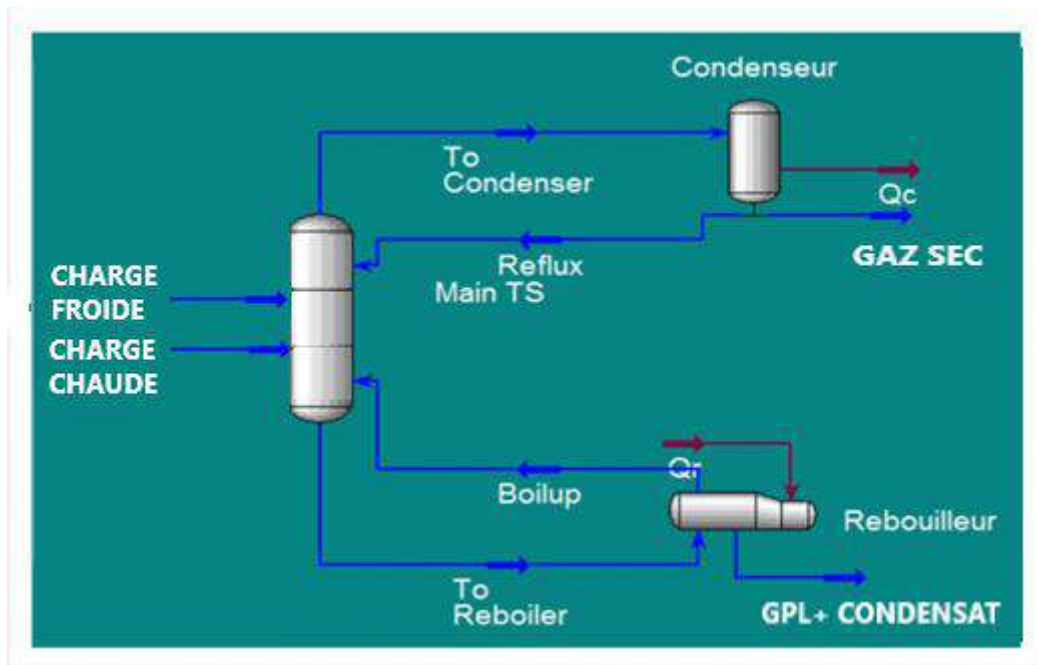 Condenseur
To
Condenser
Qc
Reflux
GAZ SEC
Main TS
CHARGE
FROIDE
CHARGE
CHAUDE
Qr
Boilup
Rebouilleur
To
Reboiler
GPL+ CONDENSAT